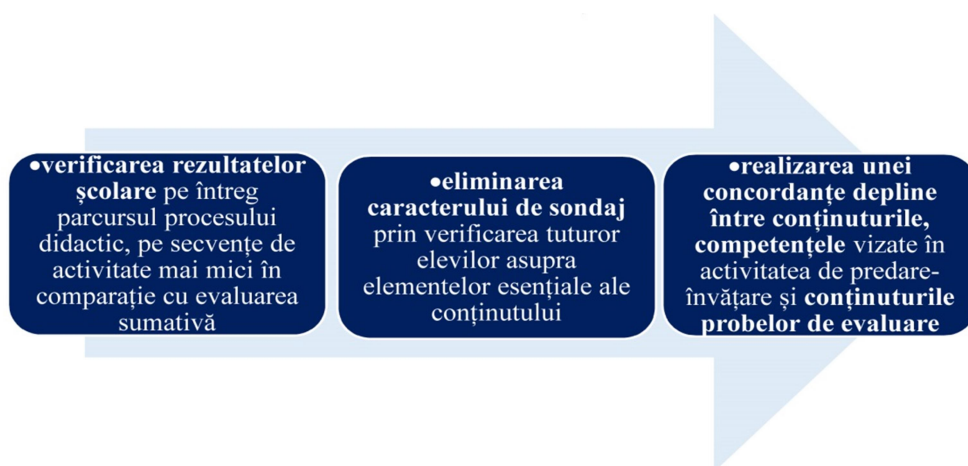 •verificarea rezultatelor
școlare pe întreg
parcursul procesului
didactic, pe secvențe de
activitate mai mici în
comparație cu evaluarea
sumativă
•eliminarea
caracterului de sondaj
prin verificarea tuturor
elevilor asupra
elementelor esențiale ale
conținutului
•realizarea unei
concordanțe depline
între conținuturile,
competențele vizate în
activitatea de predare-
învățare și conținuturile
probelor de evaluare